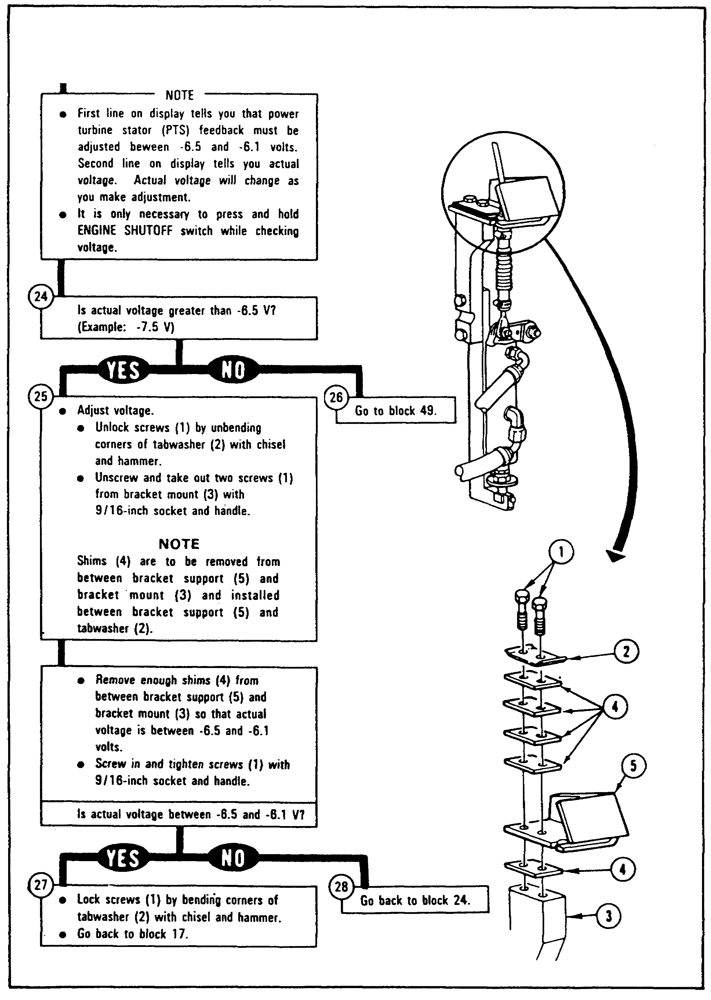 NOTE
● First line on display tells you that power
turbine stator (PTS) feedback must be
adjusted beween -6.5 and -6.1 volts.
Second line on display tells you actual
voltage. Actual voltage will change as
you make adjustment.
● It is only necessary to press and hold
ENGINE SHUTOFF switch while checking
voltage.
24
Is actual voltage greater than -6.5 V?
(Example: -7.5 V)
YES NO
25
● Adjust voltage.
● Unlock screws (1) by unbending
corners of tabwasher (2) with chisel
and hammer.
● Unscrew and take out two screws (1)
from bracket mount (3) with
9/16-inch socket and handle.
NOTE
Shims (4) are to be removed from
between bracket support (5) and
bracket mount (3) and installed
between bracket support (5) and
tabwasher (2).
26
Go to block 49.
● Remove enough shims (4) from
between bracket support (5) and
bracket mount (3) so that actual
voltage is between -6.5 and -6.1
volts.
● Screw in and tighten screws (1) with
9/16-inch socket and handle.
Is actual voltage between -6.5 and -6.1 V?
YES NO
27
● Lock screws (1) by bending corners of
tabwasher (2) with chisel and hammer.
● Go back to block 17.
28
Go back to block 24.
1
2
4
5
4
3